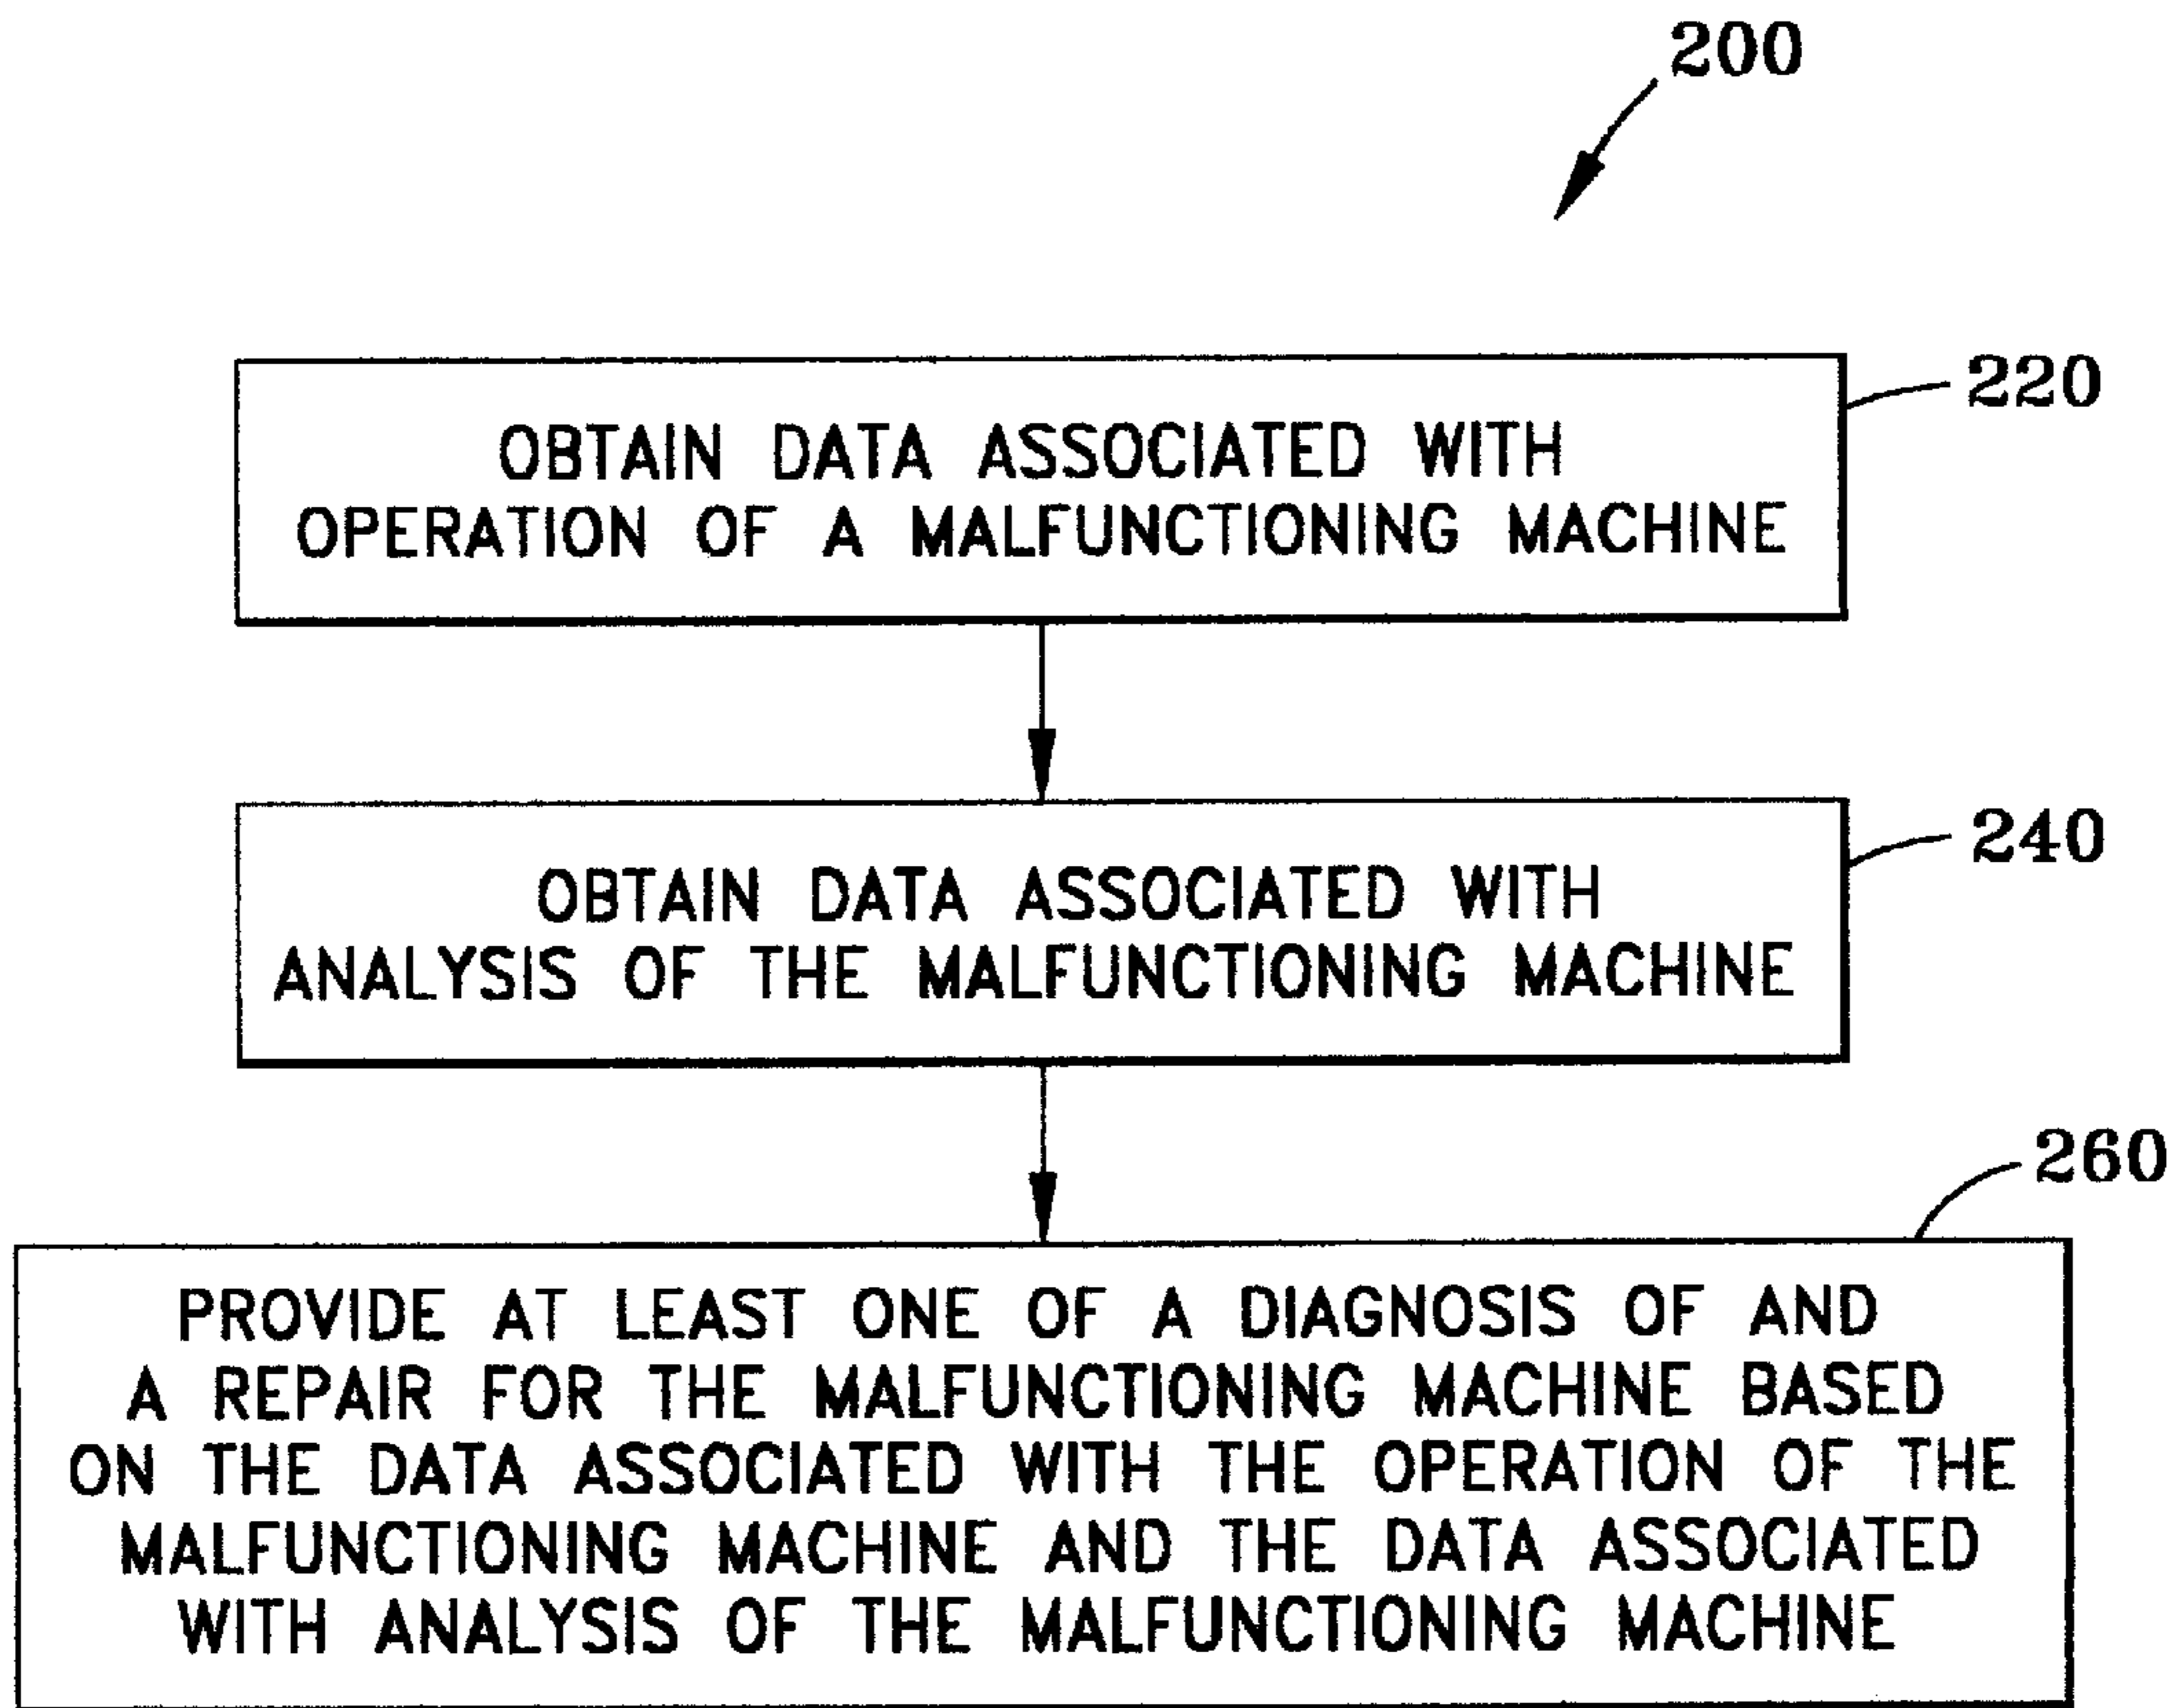 200
220
OBTAIN DATA ASSOCIATED WITH
OPERATION OF A MALFUNCTIONING MACHINE
240
OBTAIN DATA ASSOCIATED WITH
ANALYSIS OF THE MALFUNCTIONING MACHINE
260
PROVIDE AT LEAST ONE OF A DIAGNOSIS OF AND
A REPAIR FOR THE MALFUNCTIONING MACHINE BASED
ON THE DATA ASSOCIATED WITH THE OPERATION OF THE
MALFUNCTIONING MACHINE AND THE DATA ASSOCIATED
WITH ANALYSIS OF THE MALFUNCTIONING MACHINE